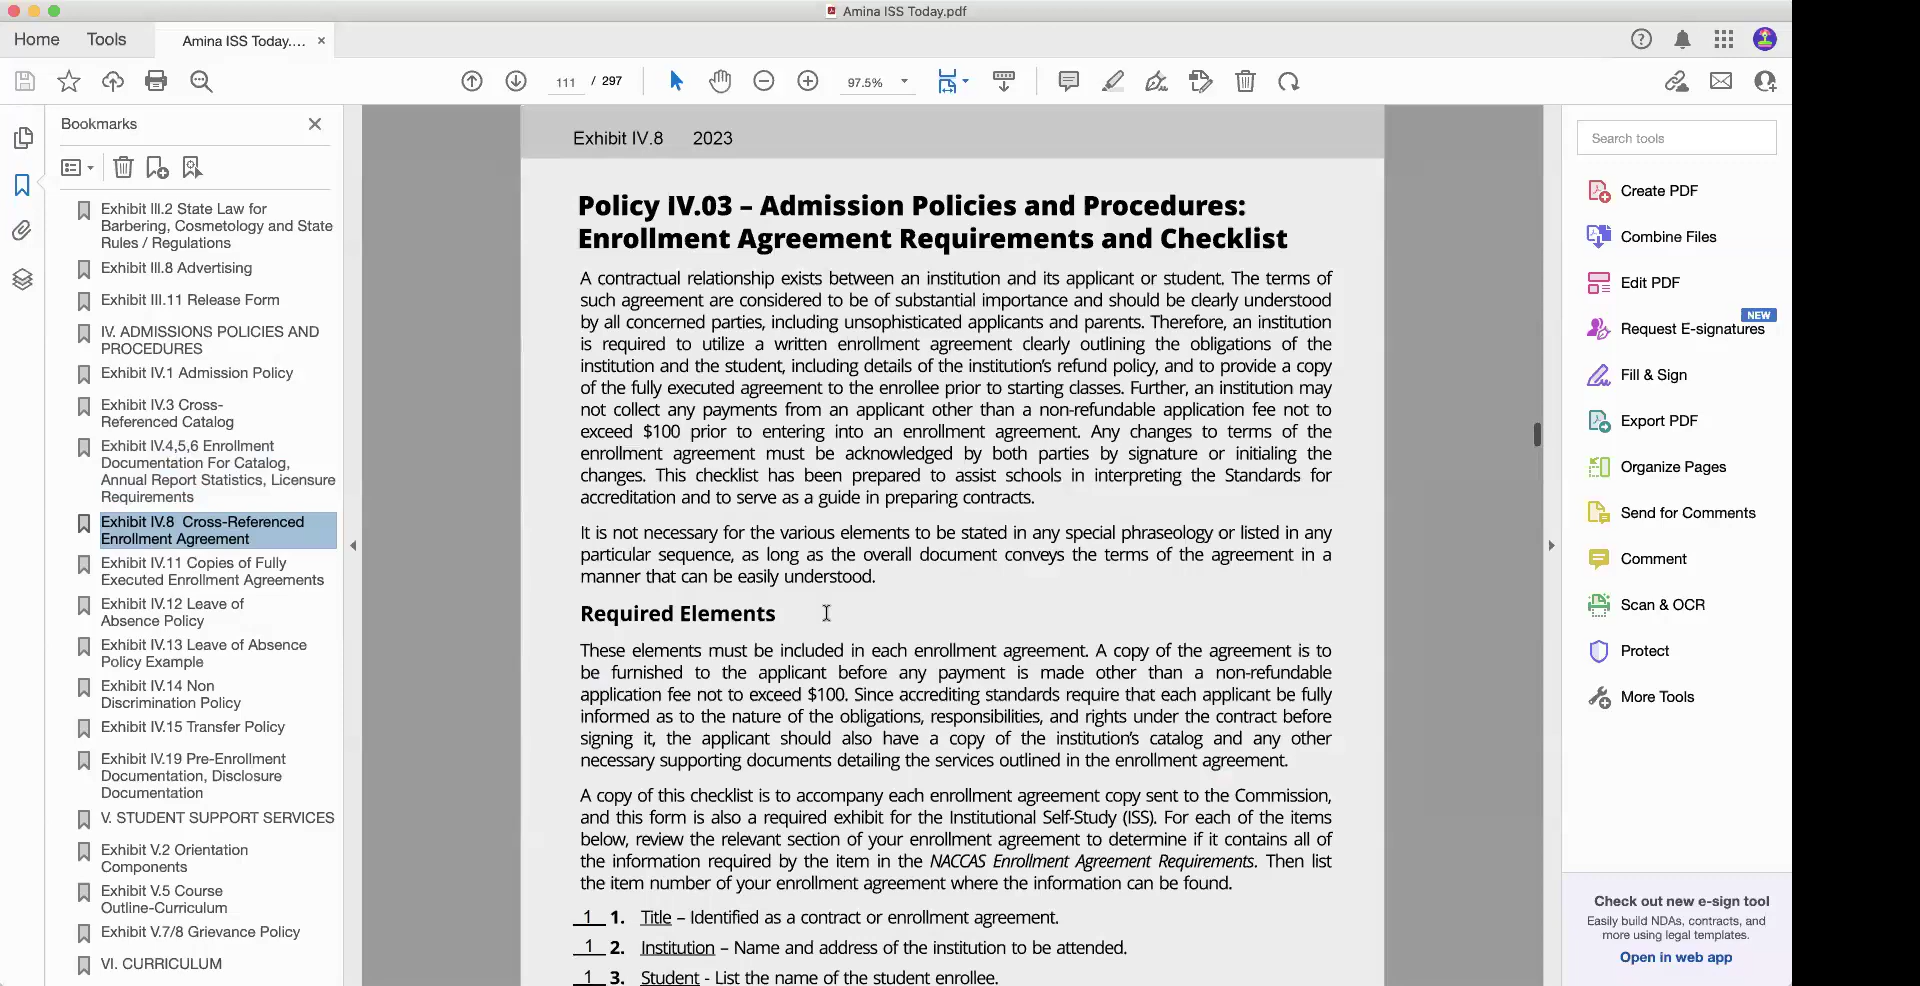 Amina ISS Today.pdf
Home
Tools
Amina ISS Today....
111 / 297
97.5%
Bookmarks
Exhibit III.2 State Law for
Barbering, Cosmetology and State
Rules / Regulations
Exhibit III.8 Advertising
Exhibit III.11 Release Form
IV. ADMISSIONS POLICIES AND
PROCEDURES
Exhibit IV.1 Admission Policy
Exhibit IV.3 Cross-
Referenced Catalog
Exhibit IV.4,5,6 Enrollment
Documentation For Catalog,
Annual Report Statistics, Licensure
Requirements
Exhibit IV.8 Cross-Referenced
Enrollment Agreement
Exhibit IV.11 Copies of Fully
Executed Enrollment Agreements
Exhibit IV.12 Leave of
Absence Policy
Exhibit IV.13 Leave of Absence
Policy Example
Exhibit IV.14 Non
Discrimination Policy
Exhibit IV.15 Transfer Policy
Exhibit IV.19 Pre-Enrollment
Documentation, Disclosure
Documentation
V. STUDENT SUPPORT SERVICES
Exhibit V.2 Orientation
Components
Exhibit V.5 Course
Outline-Curriculum
Exhibit V.7/8 Grievance Policy
VI. CURRICULUM
Exhibit IV.8 2023
Policy IV.03 – Admission Policies and Procedures:
Enrollment Agreement Requirements and Checklist
A contractual relationship exists between an institution and its applicant or student. The terms of
such agreement are considered to be of substantial importance and should be clearly understood
by all concerned parties, including unsophisticated applicants and parents. Therefore, an institution
is required to utilize a written enrollment agreement clearly outlining the obligations of the
institution and the student, including details of the institution's refund policy, and to provide a copy
of the fully executed agreement to the enrollee prior to starting classes. Further, an institution may
not collect any payments from an applicant other than a non-refundable application fee not to
exceed $100 prior to entering into an enrollment agreement. Any changes to terms of the
enrollment agreement must be acknowledged by both parties by signature or initialing the
changes. This checklist has been prepared to assist schools in interpreting the Standards for
accreditation and to serve as a guide in preparing contracts.
It is not necessary for the various elements to be stated in any special phraseology or listed in any
particular sequence, as long as the overall document conveys the terms of the agreement in a
manner that can be easily understood.
Required Elements
These elements must be included in each enrollment agreement. A copy of the agreement is to
be furnished to the applicant before any payment is made other than a non-refundable
application fee not to exceed $100. Since accrediting standards require that each applicant be fully
informed as to the nature of the obligations, responsibilities, and rights under the contract before
signing it, the applicant should also have a copy of the institution's catalog and any other
necessary supporting documents detailing the services outlined in the enrollment agreement.
A copy of this checklist is to accompany each enrollment agreement copy sent to the Commission,
and this form is also a required exhibit for the Institutional Self-Study (ISS). For each of the items
below, review the relevant section of your enrollment agreement to determine if it contains all of
the information required by the item in the NACCAS Enrollment Agreement Requirements. Then list
the item number of your enrollment agreement where the information can be found.
1 1. Title – Identified as a contract or enrollment agreement.
1 2. Institution – Name and address of the institution to be attended.
1 3. Student - List the name of the student enrollee.
Search tools
Create PDF
Combine Files
Edit PDF
NEW
Request E-signatures
Fill & Sign
Export PDF
Organize Pages
Send for Comments
Comment
Scan & OCR
Protect
More Tools
Check out new e-sign tool
Easily build NDAs, contracts, and
more using legal templates.
Open in web app